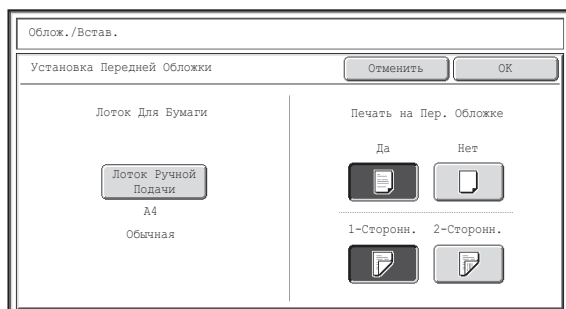 Облож./Встав.
Установка Передней Обложки
Отменить
OK
Лоток Для Бумаги
Печать на Пер. Обложке
Да
Нет
Лоток Ручной
Подачи
A4
Обычная
1-Сторонн.
2-Сторонн.